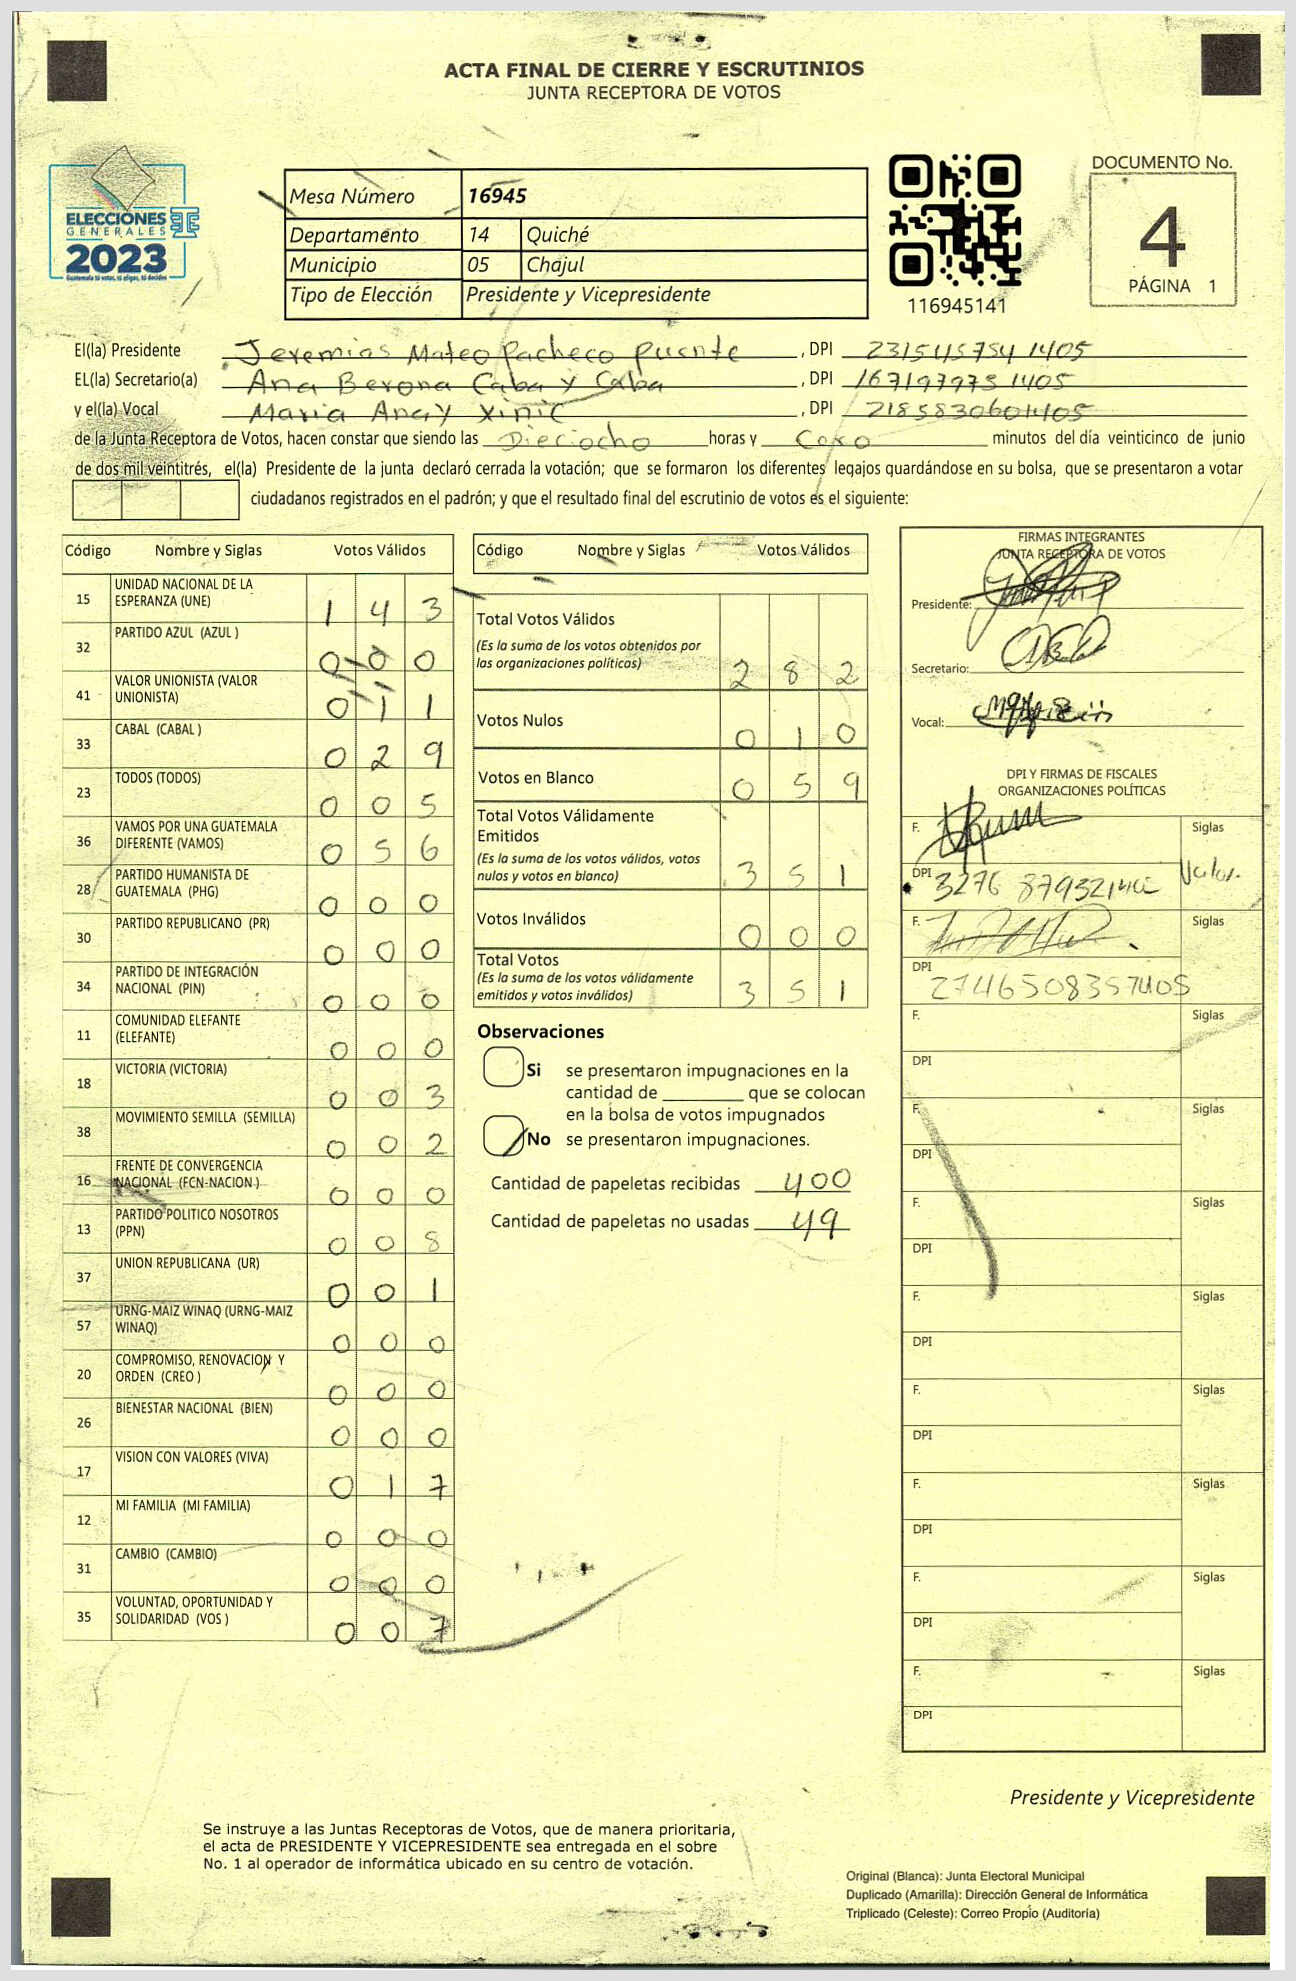 ACTA FINAL DE CIERRE Y ESCRUTINIOS
JUNTA RECEPTORA DE VOTOS
ELECCIONES
GENERALES
2023
Guatemala tú votas, tú eliges, tú decides
Mesa Número 16945
Departamento 14 Quiché
Municipio 05 Chajul
Tipo de Elección Presidente y Vicepresidente
116945141
DOCUMENTO No.
4
PÁGINA 1
El(la) Presidente Jeremias Mateo Pacheco Puente , DPI 231545754 1405
EL(la) Secretario(a) Ana Berona Caba y Caba , DPI 167197973 1405
y el(la) Vocal Maria Anay Xinic , DPI 2185830601405
de la Junta Receptora de Votos, hacen constar que siendo las Dieciocho horas y Cero minutos del día veinticinco de junio
de dos mil veintitrés, el(la) Presidente de la junta declaró cerrada la votación; que se formaron los diferentes legajos guardándose en su bolsa, que se presentaron a votar
ciudadanos registrados en el padrón; y que el resultado final del escrutinio de votos es el siguiente:
Código Nombre y Siglas Votos Válidos
15 UNIDAD NACIONAL DE LA
ESPERANZA (UNE) 1 4 3
32 PARTIDO AZUL (AZUL ) 0 0 0
41 VALOR UNIONISTA (VALOR
UNIONISTA) 0 1 1
33 CABAL (CABAL ) 0 2 9
23 TODOS (TODOS) 0 0 5
36 VAMOS POR UNA GUATEMALA
DIFERENTE (VAMOS) 0 5 6
28 PARTIDO HUMANISTA DE
GUATEMALA (PHG) 0 0 0
30 PARTIDO REPUBLICANO (PR) 0 0 0
34 PARTIDO DE INTEGRACIÓN
NACIONAL (PIN) 0 0 0
11 COMUNIDAD ELEFANTE
(ELEFANTE) 0 0 0
18 VICTORIA (VICTORIA) 0 0 3
38 MOVIMIENTO SEMILLA (SEMILLA) 0 0 2
16 FRENTE DE CONVERGENCIA
NACIONAL (FCN-NACION ) 0 0 0
13 PARTIDO POLITICO NOSOTROS
(PPN) 0 0 8
37 UNION REPUBLICANA (UR) 0 0 1
57 URNG-MAIZ WINAQ (URNG-MAIZ
WINAQ) 0 0 0
20 COMPROMISO, RENOVACION Y
ORDEN (CREO ) 0 0 0
26 BIENESTAR NACIONAL (BIEN) 0 0 0
17 VISION CON VALORES (VIVA) 0 1 7
12 MI FAMILIA (MI FAMILIA) 0 0 0
31 CAMBIO (CAMBIO) 0 0 0
35 VOLUNTAD, OPORTUNIDAD Y
SOLIDARIDAD (VOS ) 0 0 7
Código Nombre y Siglas Votos Válidos
Total Votos Válidos
(Es la suma de los votos obtenidos por
las organizaciones políticas) 2 8 2
Votos Nulos 0 1 0
Votos en Blanco 0 5 9
Total Votos Válidamente
Emitidos
(Es la suma de los votos válidos, votos
nulos y votos en blanco) 3 5 1
Votos Inválidos 0 0 0
Total Votos
(Es la suma de los votos válidamente
emitidos y votos inválidos) 3 5 1
Observaciones
Si se presentaron impugnaciones en la
cantidad de que se colocan
en la bolsa de votos impugnados
No se presentaron impugnaciones.
Cantidad de papeletas recibidas 400
Cantidad de papeletas no usadas 49
FIRMAS INTEGRANTES
JUNTA RECEPTORA DE VOTOS
Presidente:
Secretario:
Vocal:
DPI Y FIRMAS DE FISCALES
ORGANIZACIONES POLÍTICAS
F. Siglas
DPI Valor.
F. Siglas
DPI 2746508357405
F. Siglas
DPI
F. Siglas
DPI
F. Siglas
DPI
F. Siglas
DPI
F. Siglas
DPI
F. Siglas
DPI
F. Siglas
DPI
F. Siglas
DPI
Presidente y Vicepresidente
Se instruye a las Juntas Receptoras de Votos, que de manera prioritaria,
el acta de PRESIDENTE Y VICEPRESIDENTE sea entregada en el sobre
No. 1 al operador de informática ubicado en su centro de votación.
Original (Blanca): Junta Electoral Municipal
Duplicado (Amarilla): Dirección General de Informática
Triplicado (Celeste): Correo Propio (Auditoría)